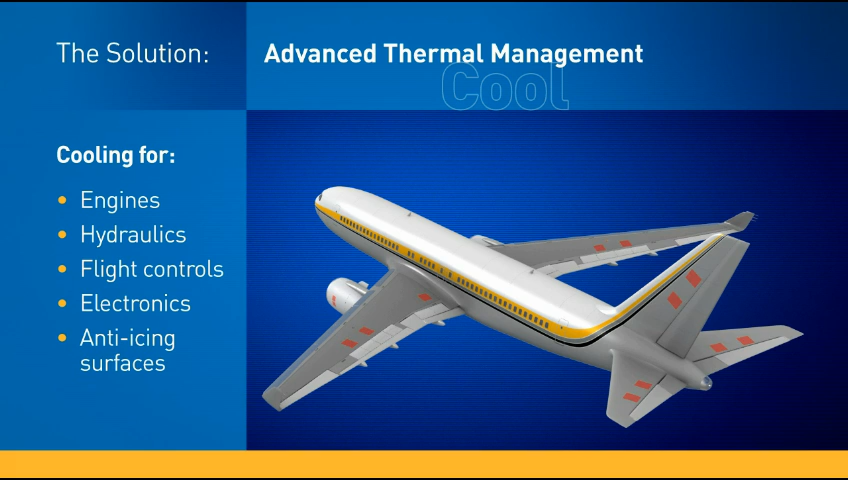 The Solution:
Advanced Thermal Management
Cool
Cooling for:
• Engines
• Hydraulics
• Flight controls
• Electronics
• Anti-icing
surfaces